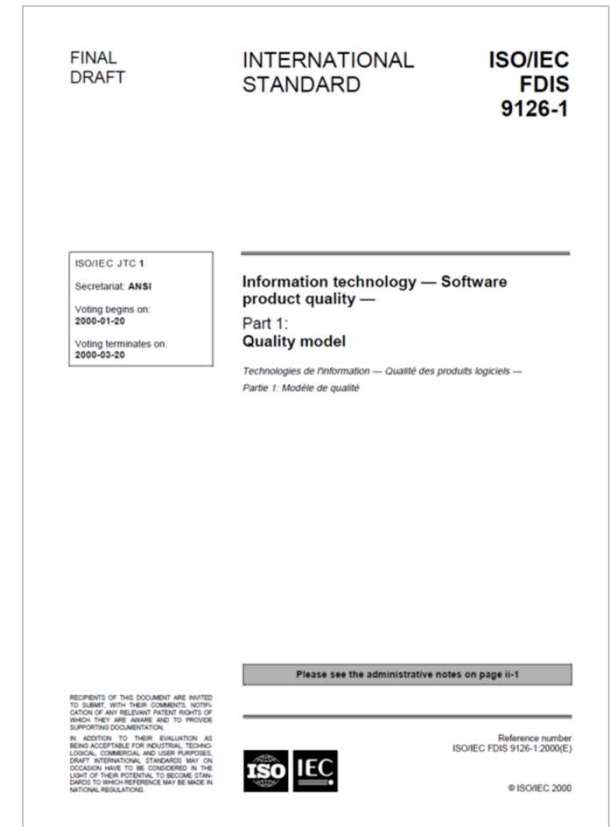 FINAL
DRAFT
INTERNATIONAL
STANDARD
ISO/IEC
FDIS
9126-1
ISO/IEC JTC 1
Secretariat: ANSI
Voting begins on:
2000-01-20
Voting terminates on:
2000-03-20
Information technology — Software
product quality —
Part 1:
Quality model
Technologies de l'information — Qualité des produits logiciels —
Partie 1: Modèle de qualité
Please see the administrative notes on page ii-1
RECIPIENTS OF THIS DOCUMENT ARE INVITED
TO SUBMIT, WITH THEIR COMMENTS, NOTIFI-
CATION OF ANY RELEVANT PATENT RIGHTS OF
WHICH THEY ARE AWARE AND TO PROVIDE
SUPPORTING DOCUMENTATION.
IN ADDITION TO THEIR EVALUATION AS
BEING ACCEPTABLE FOR INDUSTRIAL, TECHNO-
LOGICAL, COMMERCIAL AND USER PURPOSES,
DRAFT INTERNATIONAL STANDARDS MAY ON
OCCASION HAVE TO BE CONSIDERED IN THE
LIGHT OF THEIR POTENTIAL TO BECOME STAN-
DARDS TO WHICH REFERENCE MAY BE MADE IN
NATIONAL REGULATIONS.
ISO IEC
Reference number
ISO/IEC FDIS 9126-1:2000(E)
© ISO/IEC 2000